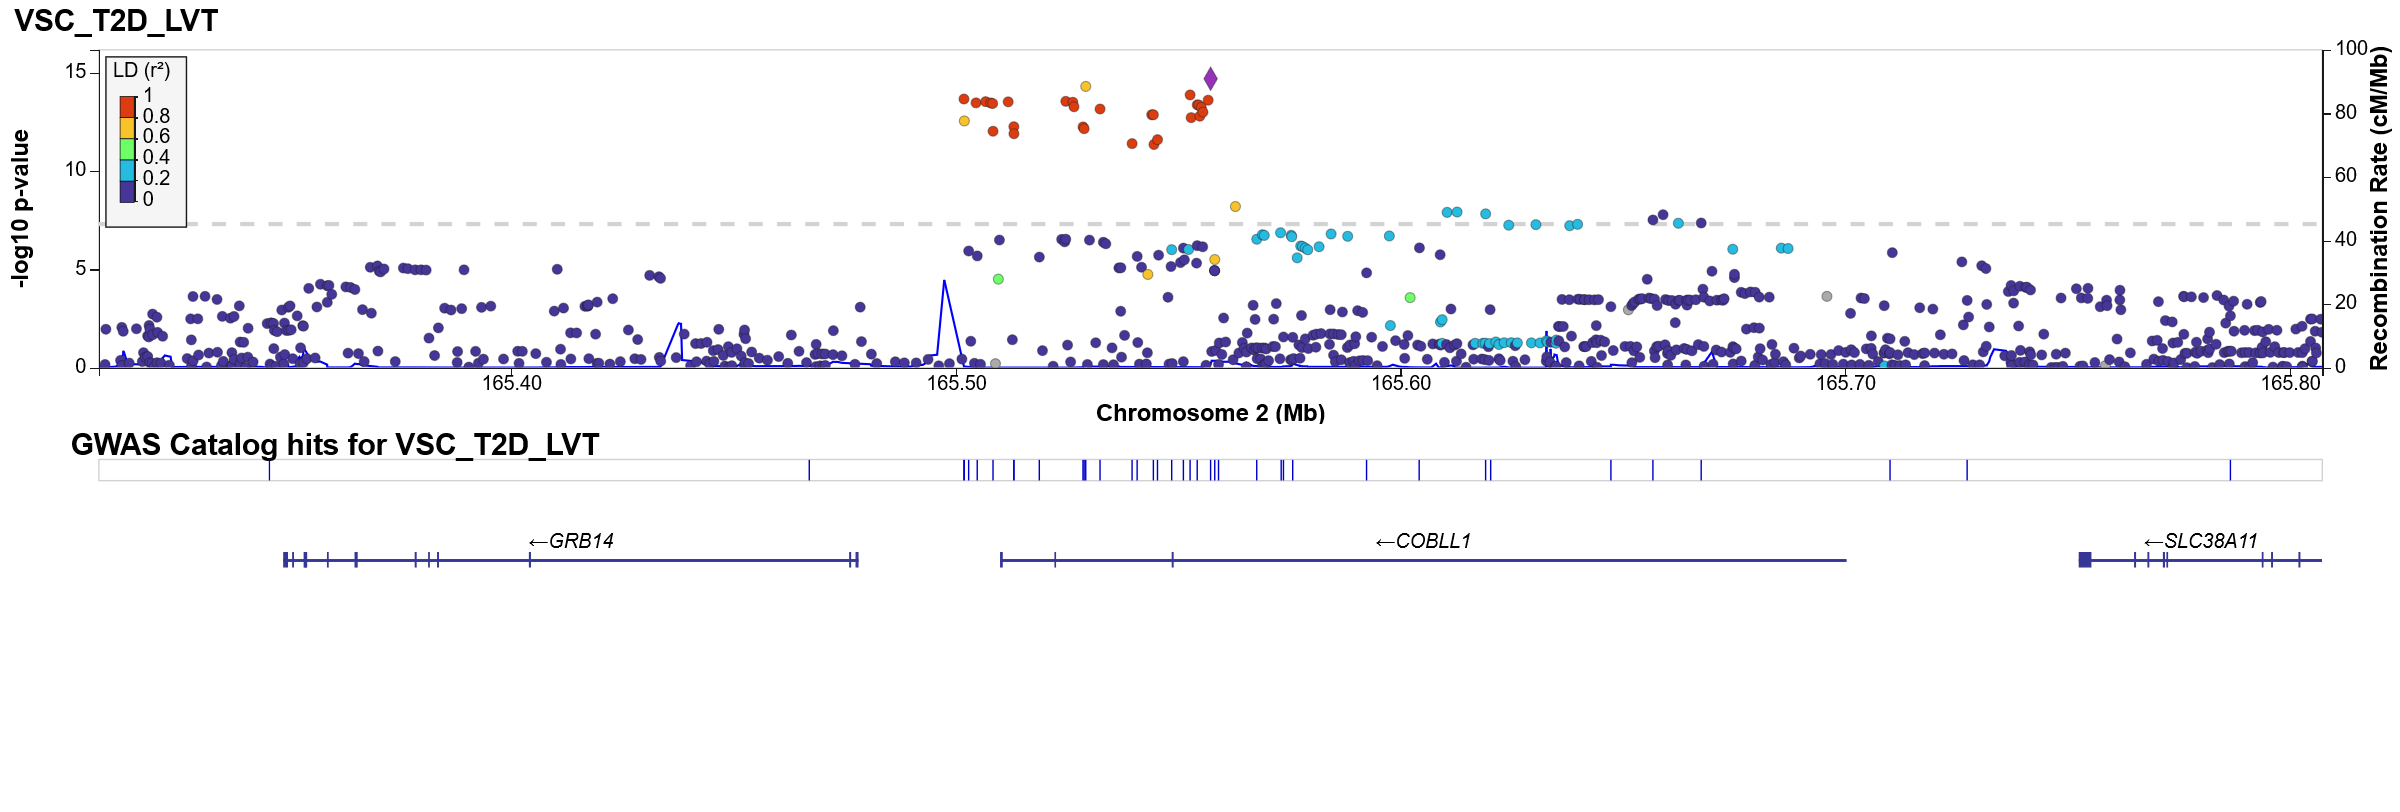 VSC_T2D_LVT
LD (r²)
1
0.8
0.6
0.4
0.2
0
15
10
5
0
-log10 p-value
100
80
60
40
20
0
Recombination Rate (cM/Mb)
165.40
165.50
165.60
165.70
165.80
Chromosome 2 (Mb)
GWAS Catalog hits for VSC_T2D_LVT
←GRB14
←COBLL1
←SLC38A11